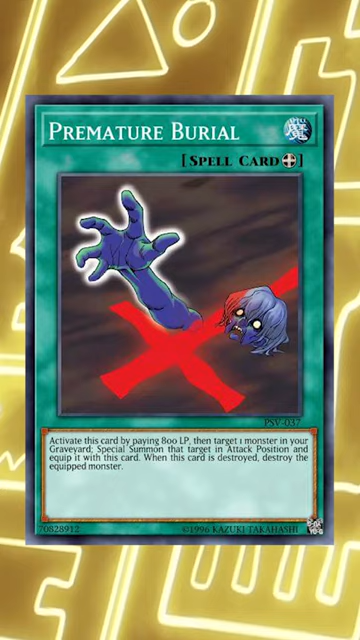 PREMATURE BURIAL
[SPELL CARD]
PSV-037
Activate this card by paying 800 LP, then target 1 monster in your
Graveyard; Special Summon that target in Attack Position and
equip it with this card. When this card is destroyed, destroy the
equipped monster.
70828912 ©1996 KAZUKI TAKAHASHI